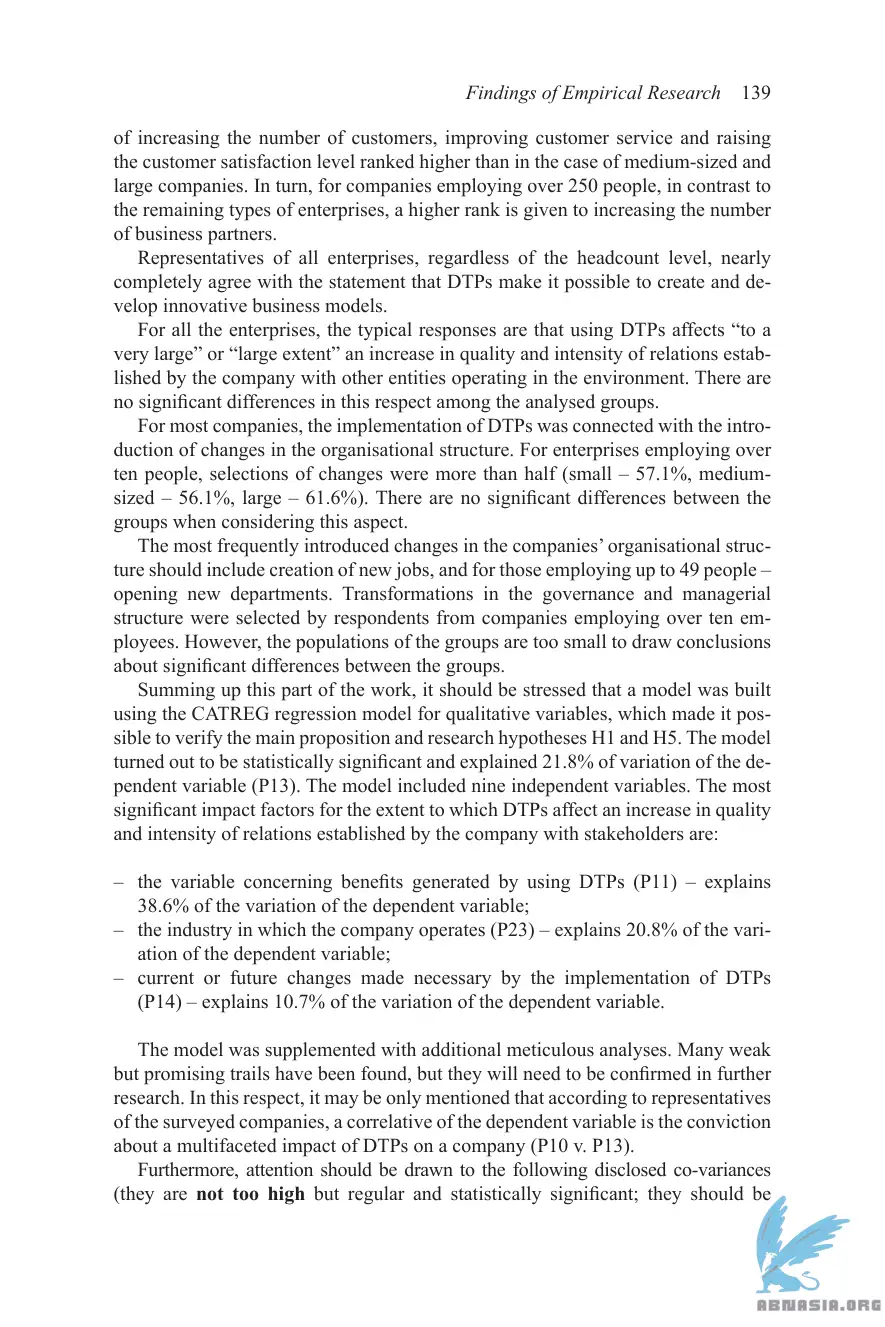 Findings of Empirical Research 139
of increasing the number of customers, improving customer service and raising
the customer satisfaction level ranked higher than in the case of medium-sized and
large companies. In turn, for companies employing over 250 people, in contrast to
the remaining types of enterprises, a higher rank is given to increasing the number
of business partners.
Representatives of all enterprises, regardless of the headcount level, nearly
completely agree with the statement that DTPs make it possible to create and de-
velop innovative business models.
For all the enterprises, the typical responses are that using DTPs affects “to a
very large” or “large extent” an increase in quality and intensity of relations estab-
lished by the company with other entities operating in the environment. There are
no significant differences in this respect among the analysed groups.
For most companies, the implementation of DTPs was connected with the intro-
duction of changes in the organisational structure. For enterprises employing over
ten people, selections of changes were more than half (small – 57.1%, medium-
sized – 56.1%, large – 61.6%). There are no significant differences between the
groups when considering this aspect.
The most frequently introduced changes in the companies’ organisational struc-
ture should include creation of new jobs, and for those employing up to 49 people –
opening new departments. Transformations in the governance and managerial
structure were selected by respondents from companies employing over ten em-
ployees. However, the populations of the groups are too small to draw conclusions
about significant differences between the groups.
Summing up this part of the work, it should be stressed that a model was built
using the CATREG regression model for qualitative variables, which made it pos-
sible to verify the main proposition and research hypotheses H1 and H5. The model
turned out to be statistically significant and explained 21.8% of variation of the de-
pendent variable (P13). The model included nine independent variables. The most
significant impact factors for the extent to which DTPs affect an increase in quality
and intensity of relations established by the company with stakeholders are:
– the variable concerning benefits generated by using DTPs (P11) – explains
38.6% of the variation of the dependent variable;
– the industry in which the company operates (P23) – explains 20.8% of the vari-
ation of the dependent variable;
– current or future changes made necessary by the implementation of DTPs
(P14) – explains 10.7% of the variation of the dependent variable.
The model was supplemented with additional meticulous analyses. Many weak
but promising trails have been found, but they will need to be confirmed in further
research. In this respect, it may be only mentioned that according to representatives
of the surveyed companies, a correlative of the dependent variable is the conviction
about a multifaceted impact of DTPs on a company (P10 v. P13).
Furthermore, attention should be drawn to the following disclosed co-variances
(they are not too high but regular and statistically significant; they should be
ABNASIA.ORG